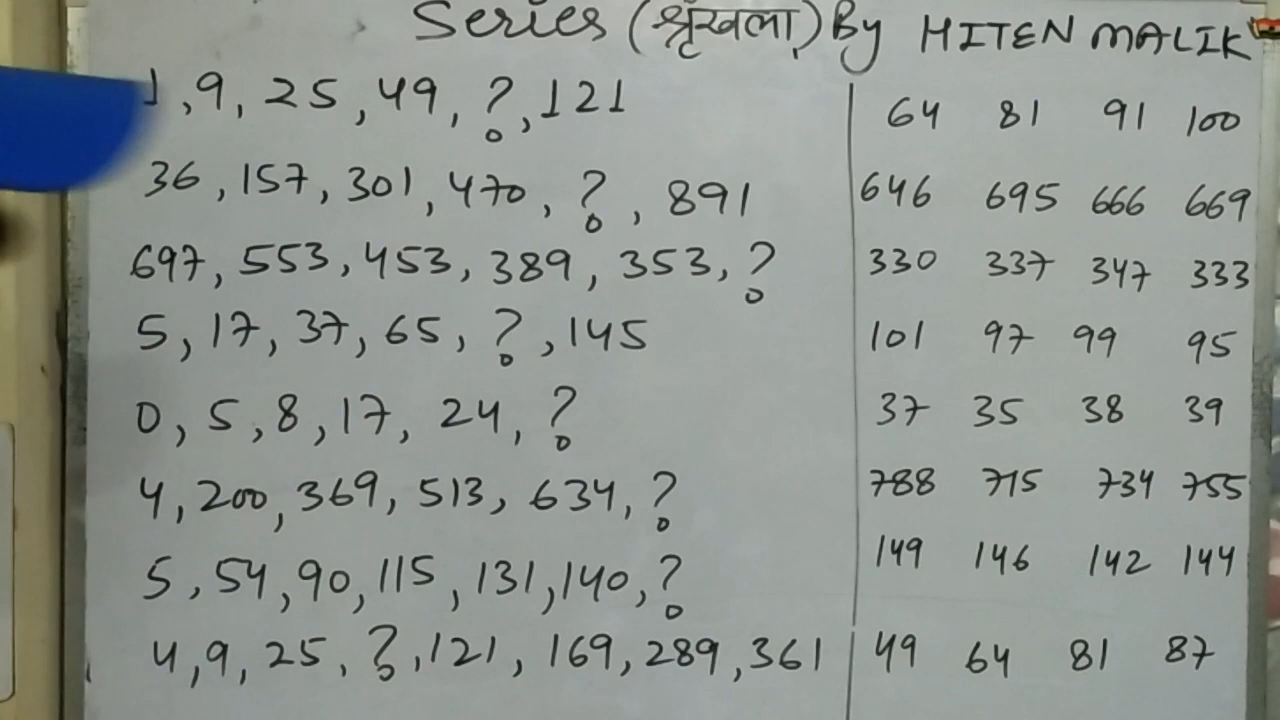 Series (श्रृंखला) By HITEN MALIK
1, 9, 25, 49, ?, 121 64 81 91 100
36, 157, 301, 470, ?, 891 646 695 666 669
697, 553, 453, 389, 353, ? 330 337 347 333
5, 17, 37, 65, ?, 145 101 97 99 95
0, 5, 8, 17, 24, ? 37 35 38 39
4, 200, 369, 513, 634, ? 788 715 734 755
5, 54, 90, 115, 131, 140, ? 149 146 142 144
4, 9, 25, ?, 121, 169, 289, 361 49 64 81 87